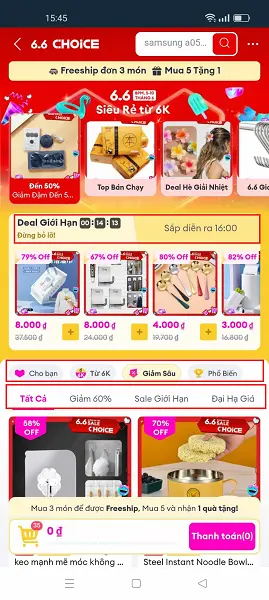 15:45
6.6 CHOICE
samsung a05...
Freeship đơn 3 món
Mua 5 Tặng 1
6.6
Siêu Rẻ từ 6K
Đến 50%
Giảm Đậm Đến 5...
Top Bán Chạy
Deal Hè Giải Nhiệt
6.6 Giá
Deal Giới Hạn 00:14:13
Đừng bỏ lỡ!
Sắp diễn ra 16:00
79% Off
67% Off
80% Off
82% Off
8.000 ₫
8.000 ₫
4.000 ₫
3.000 ₫
37.500₫
24.000₫
19.700₫
16.800₫
Cho bạn
Từ 6K
Giảm Sâu
Phổ Biến
Tất Cả
Giảm 60%
Sale Giới Hạn
Đại Hạ Giá
58% OFF
6.6 SALE CHOICE
70% OFF
6.6 SALE CHOICE
Mua 3 món để được Freeship, Mua 5 và nhận 1 quà tặng!
35
0 ₫
Thanh toán(0)
keo mạnh mẽ móc không ...
Steel Instant Noodle Bowl...